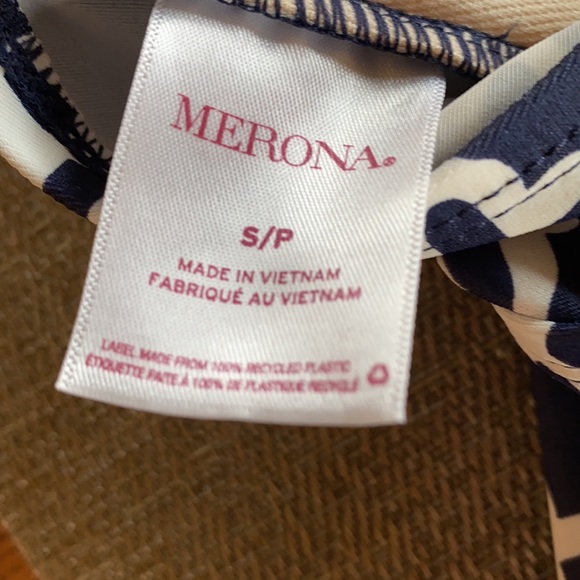 MERONA®
S/P
MADE IN VIETNAM
FABRIQUÉ AU VIETNAM
LABEL MADE FROM 100% RECYCLED PLASTIC
ÉTIQUETTE FAITE À 100% DE PLASTIQUE RECYCLÉ